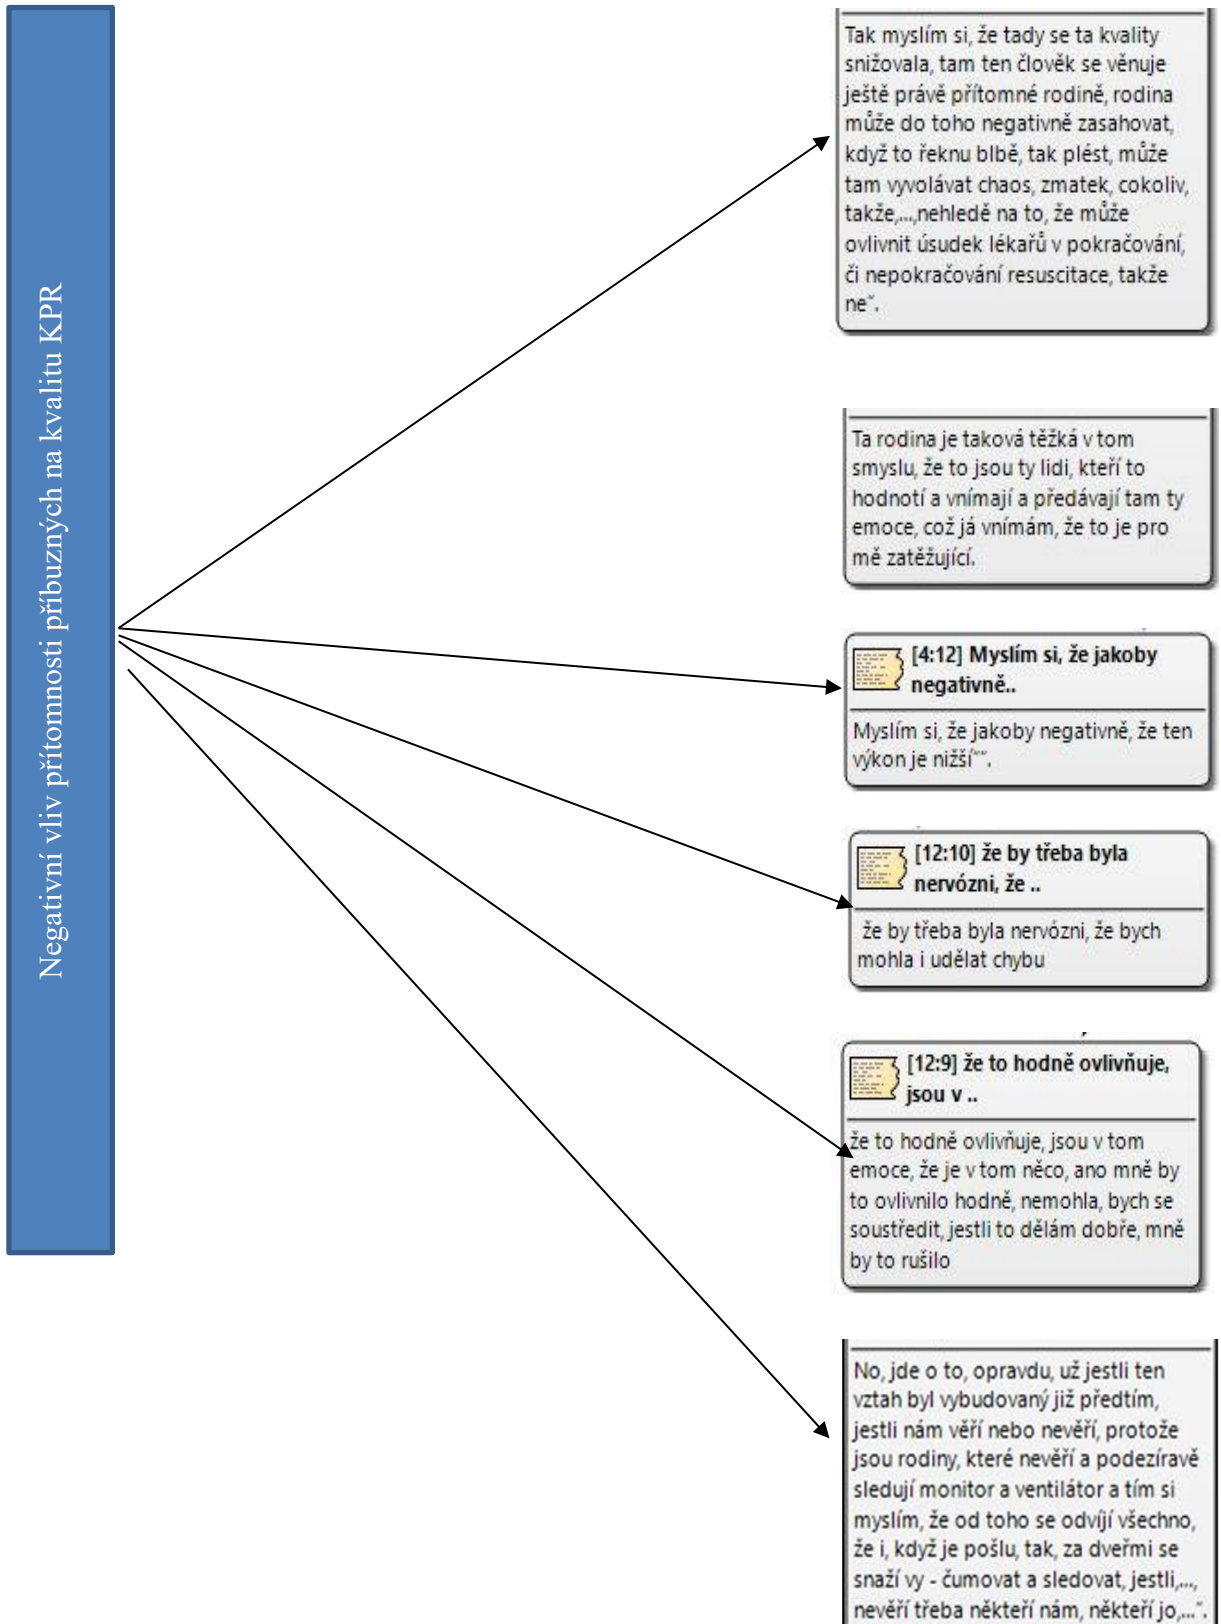 Negativní vliv přítomnosti příbuzných na kvalitu KPR
Tak myslím si, že tady se ta kvality
snižovala, tam ten člověk se věnuje
ještě právě přítomné rodině, rodina
může do toho negativně zasahovat,
když to řeknu blbě, tak plést, může
tam vyvolávat chaos, zmatek, cokoliv,
takže,...,nehledě na to, že může
ovlivnit úsudek lékařů v pokračování,
či nepokračování resuscitace, takže
ne˝.
Ta rodina je taková těžká v tom
smyslu, že to jsou ty lidi, kteří to
hodnotí a vnímají a předávají tam ty
emoce, což já vnímám, že to je pro
mě zatěžující.
[4:12] Myslím si, že jakoby
negativně..
Myslím si, že jakoby negativně, že ten
výkon je nižší˝˝.
[12:10] že by třeba byla
nervózni, že ..
že by třeba byla nervózni, že bych
mohla i udělat chybu
[12:9] že to hodně ovlivňuje,
jsou v ..
že to hodně ovlivňuje, jsou v tom
emoce, že je v tom něco, ano mně by
to ovlivnilo hodně, nemohla, bych se
soustředit, jestli to dělám dobře, mně
by to rušilo
No, jde o to, opravdu, už jestli ten
vztah byl vybudovaný již předtím,
jestli nám věří nebo nevěří, protože
jsou rodiny, které nevěří a podezíravě
sledují monitor a ventilátor a tím si
myslím, že od toho se odvíjí všechno,
že i, když je pošlu, tak, za dveřmi se
snaží vy - čumovat a sledovat, jestli,...,
nevěří třeba někteří nám, někteří jo,...˝.